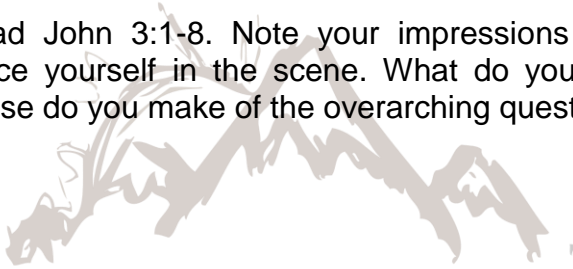 ad John 3:1-8. Note your impressions
ce yourself in the scene. What do you
se do you make of the overarching quest